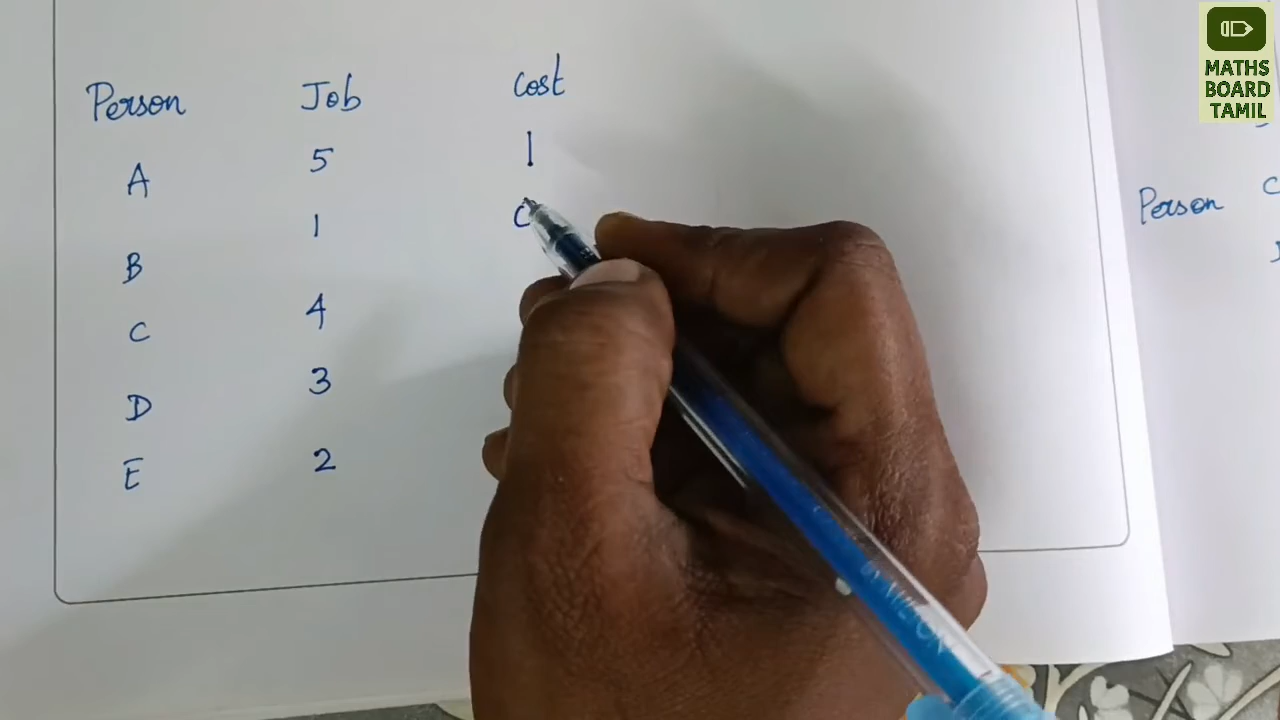 MATHS
BOARD
TAMIL
Person Job Cost
A 5 1
B 1
C 4
D 3
E 2
Person